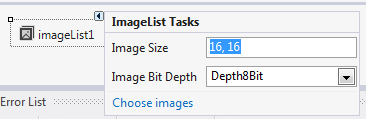 ImageList Tasks
imageList1
Image Size 16, 16
Image Bit Depth Depth8Bit
Choose images
Error List